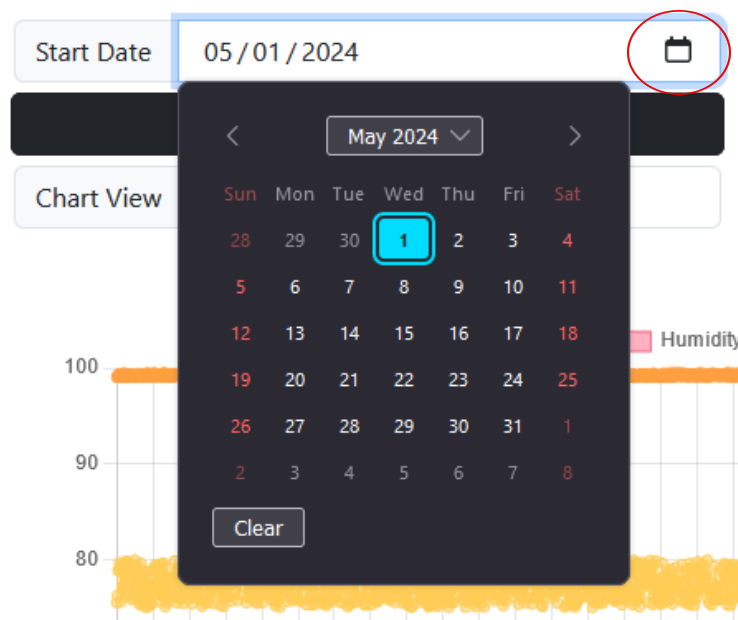 Start Date 05/01/2024
May 2024
Sun Mon Tue Wed Thu Fri Sat
28 29 30 1 2 3 4
5 6 7 8 9 10 11
12 13 14 15 16 17 18
19 20 21 22 23 24 25
26 27 28 29 30 31 1
2 3 4 5 6 7 8
Clear
Chart View
Humidity
100
90
80